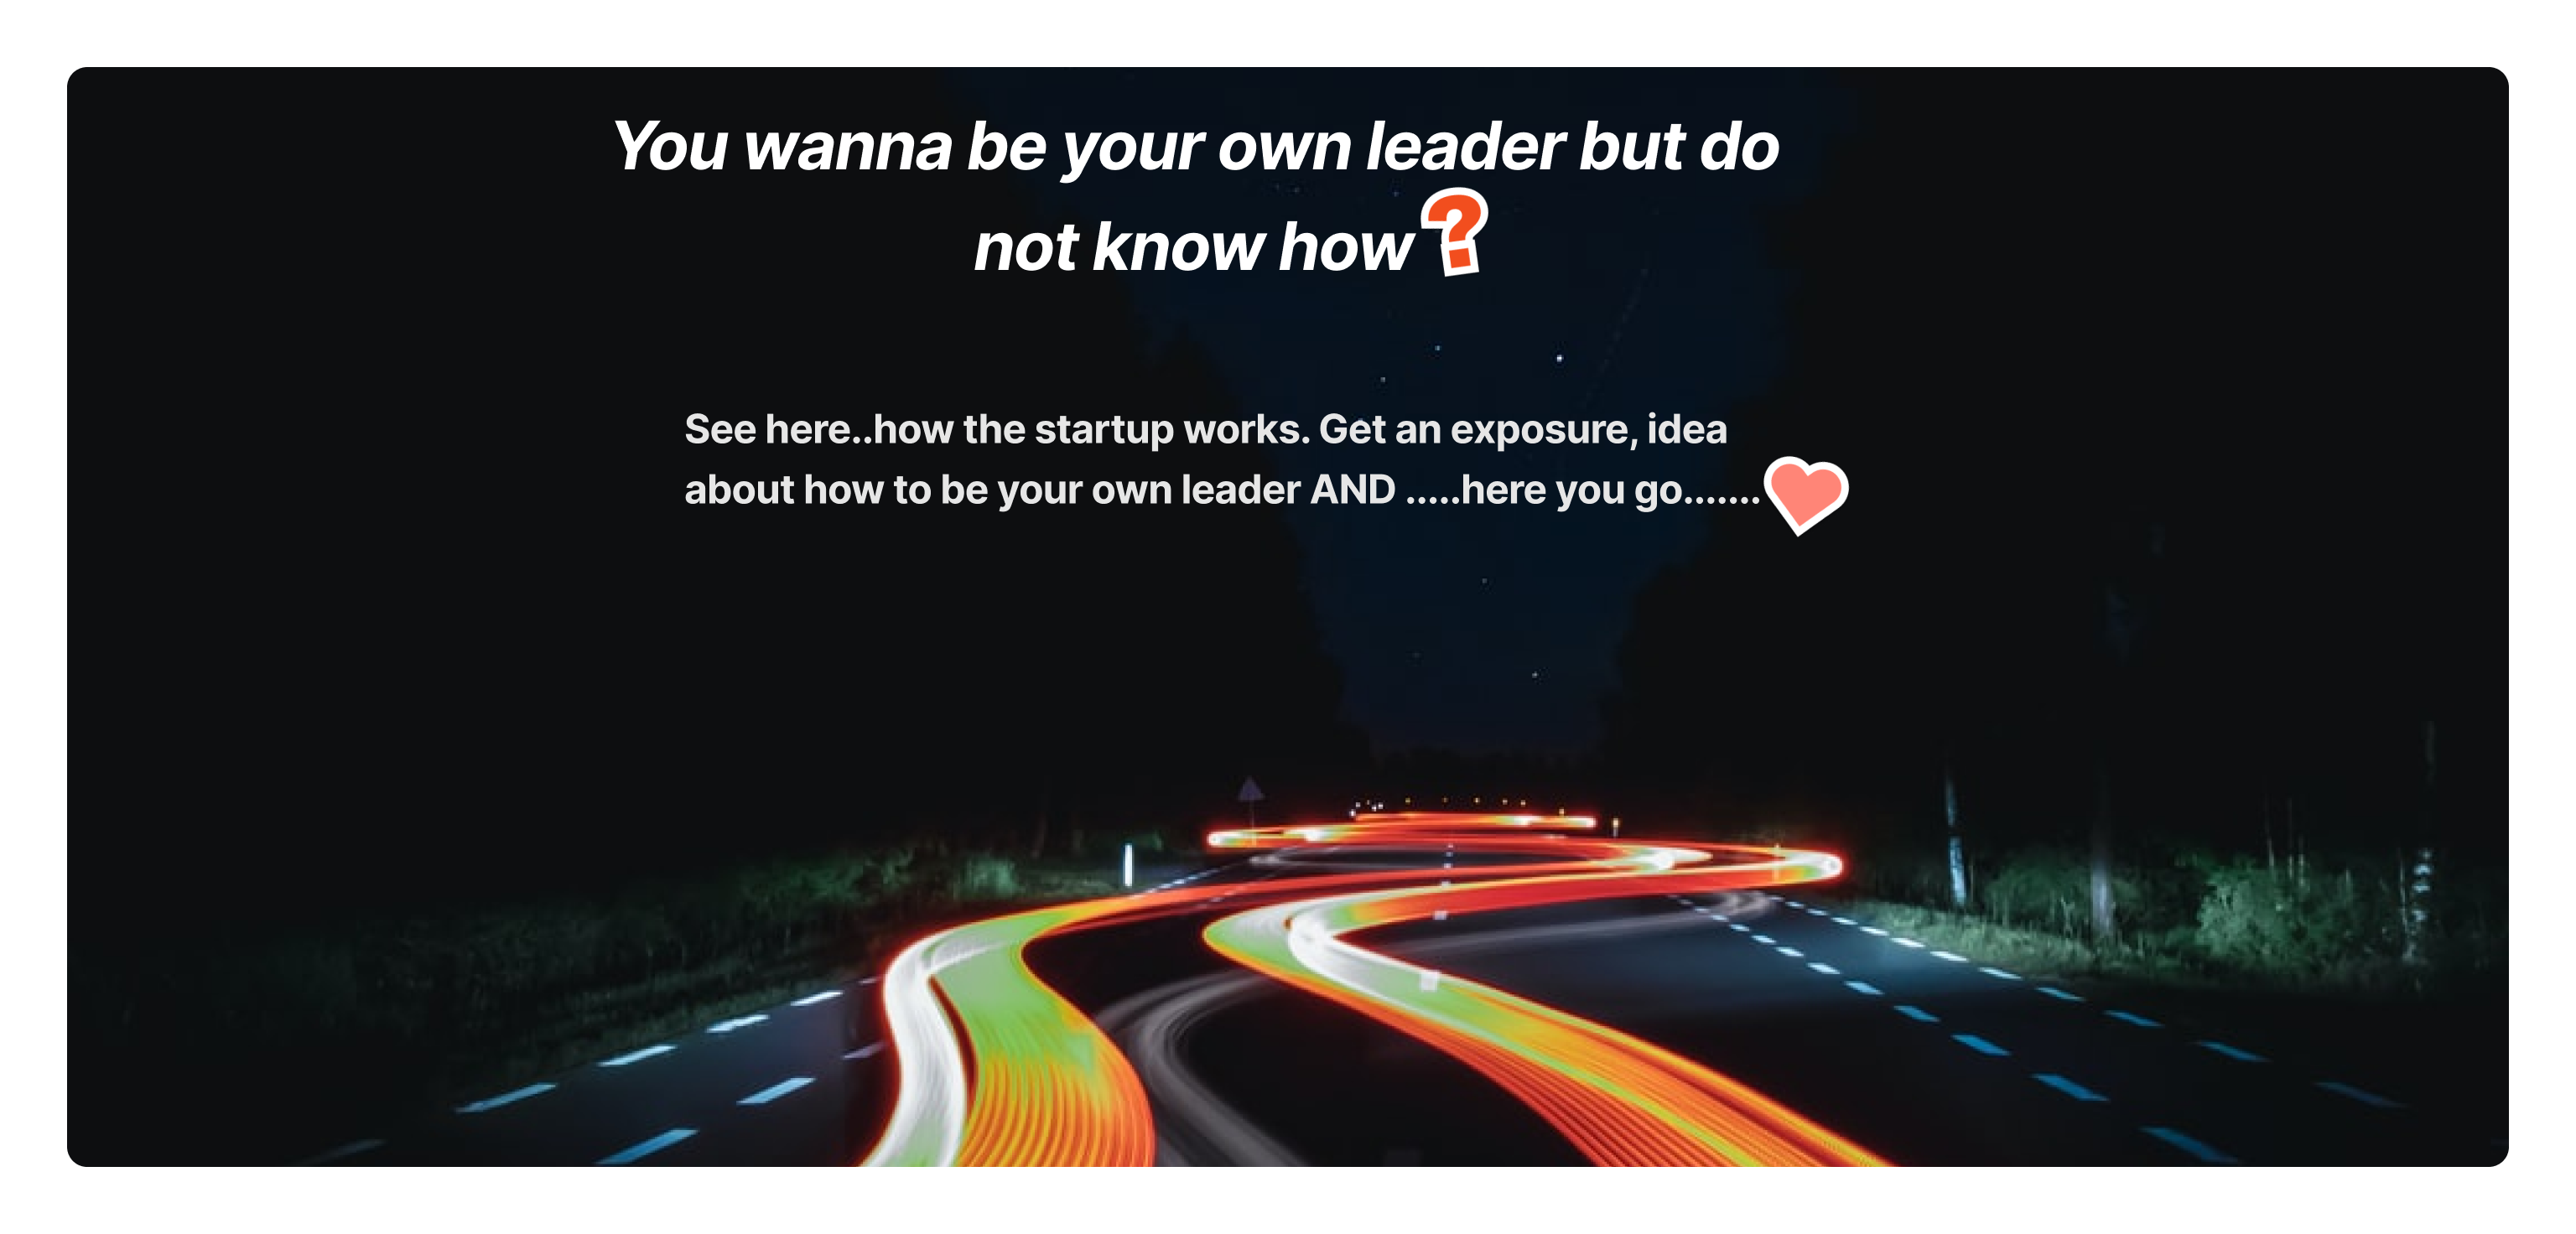 You wanna be your own leader but do
not know how?
See here..how the startup works. Get an exposure, idea
about how to be your own leader AND .....here you go.......